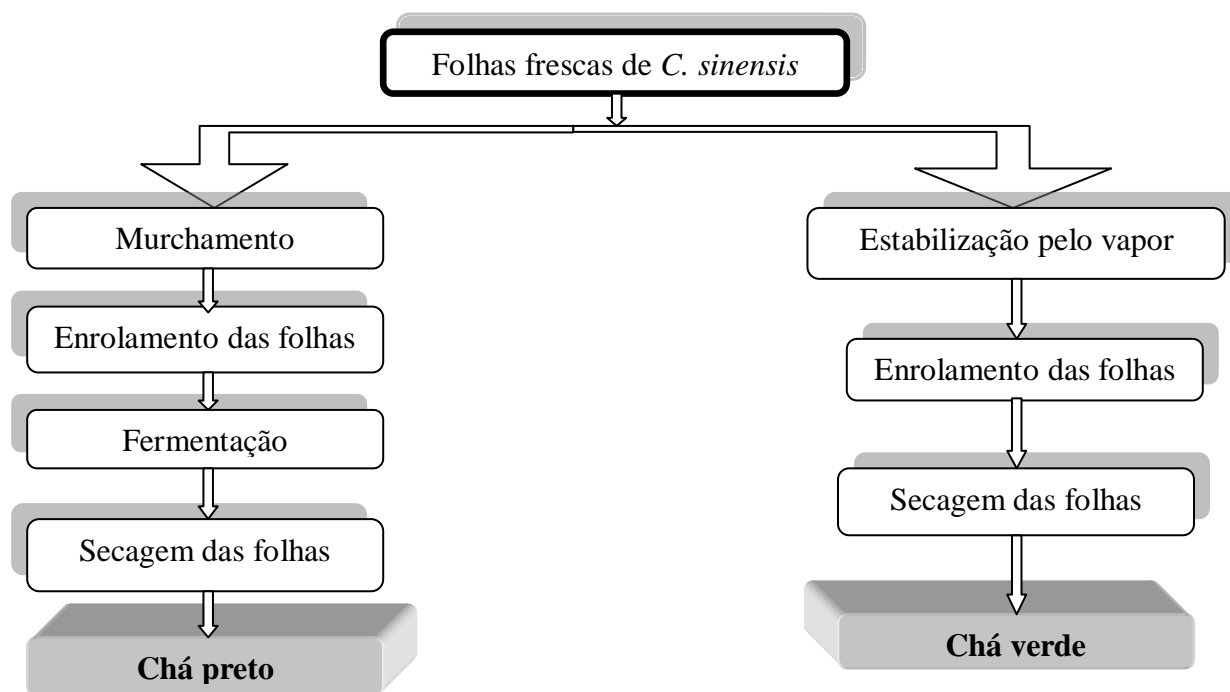 Folhas frescas de C. sinensis
Murchamento
Enrolamento das folhas
Fermentação
Secagem das folhas
Chá preto
Estabilização pelo vapor
Enrolamento das folhas
Secagem das folhas
Chá verde